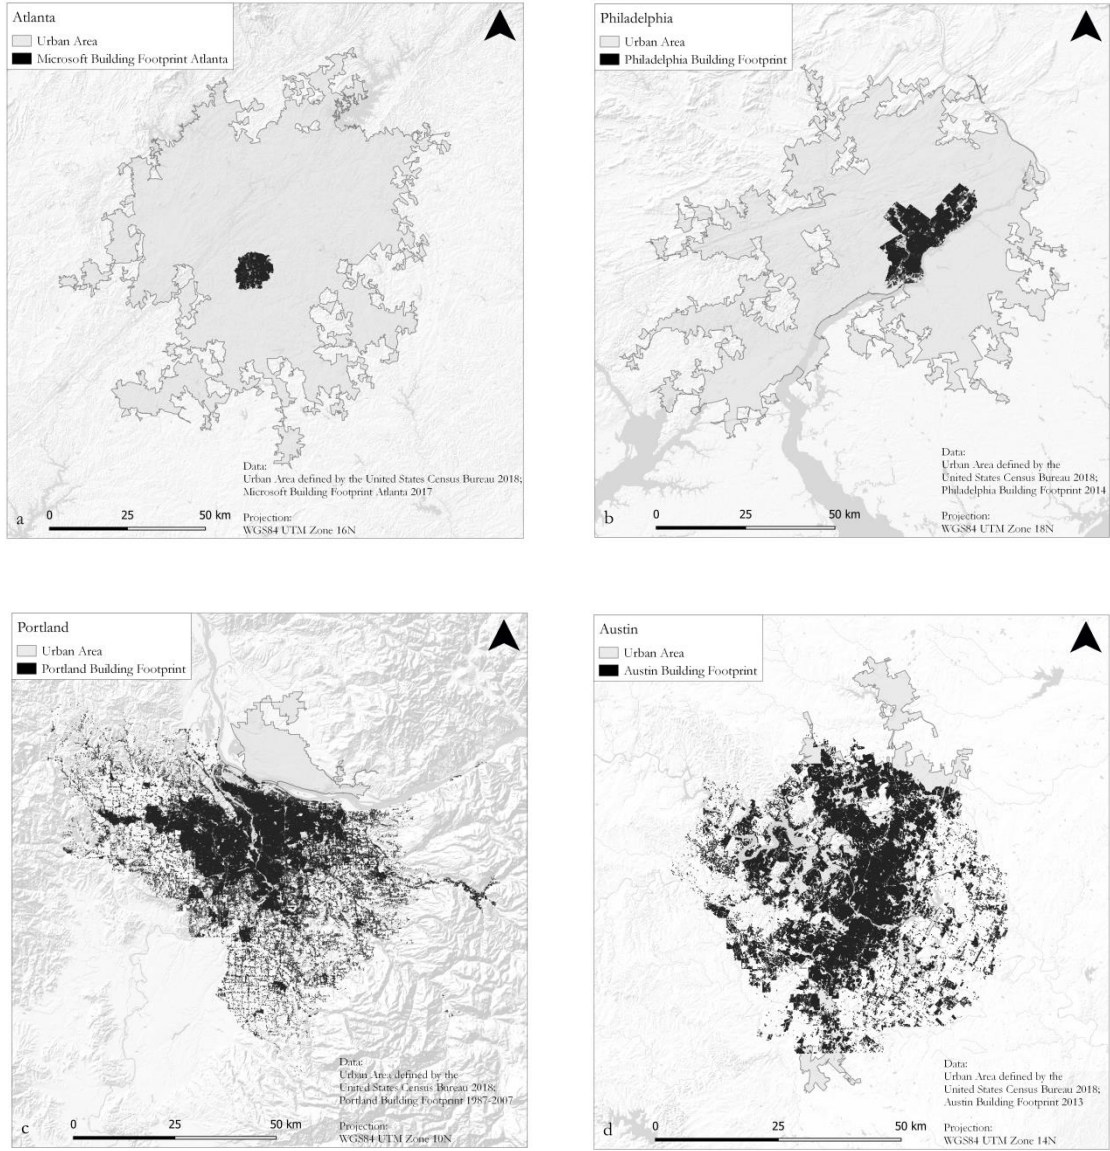 Atlanta
Urban Area
Microsoft Building Footprint Atlanta
Data:
Urban Area defined by the United States Census Bureau 2018;
Microsoft Building Footprint Atlanta 2017
Projection:
WGS84 UTM Zone 16N
0 25 50 km
a
Philadelphia
Urban Area
Philadelphia Building Footprint
Data:
Urban Area defined by the
United States Census Bureau 2018;
Philadelphia Building Footprint 2014
Projection:
WGS84 UTM Zone 18N
0 25 50 km
b
Portland
Urban Area
Portland Building Footprint
Data:
Urban Area defined by the
United States Census Bureau 2018;
Portland Building Footprint 1987-2007
Projection:
WGS84 UTM Zone 10N
0 25 50 km
c
Austin
Urban Area
Austin Building Footprint
Data:
Urban Area defined by the
United States Census Bureau 2018;
Austin Building Footprint 2013
Projection:
WGS84 UTM Zone 14N
0 25 50 km
d